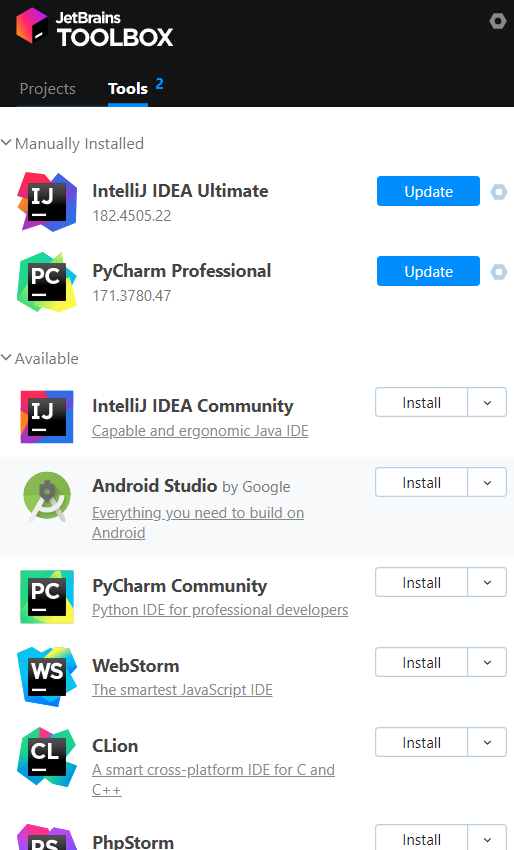 JetBrains
TOOLBOX
Projects
Tools 2
Manually Installed
IJ
IntelliJ IDEA Ultimate
182.4505.22
Update
PC
PyCharm Professional
171.3780.47
Update
Available
IJ
IntelliJ IDEA Community
Capable and ergonomic Java IDE
Install
Android Studio by Google
Everything you need to build on
Android
Install
PC
PyCharm Community
Python IDE for professional developers
Install
WS
WebStorm
The smartest JavaScript IDE
Install
CL
CLion
A smart cross-platform IDE for C and
C++
Install
PS
PhpStorm
Install